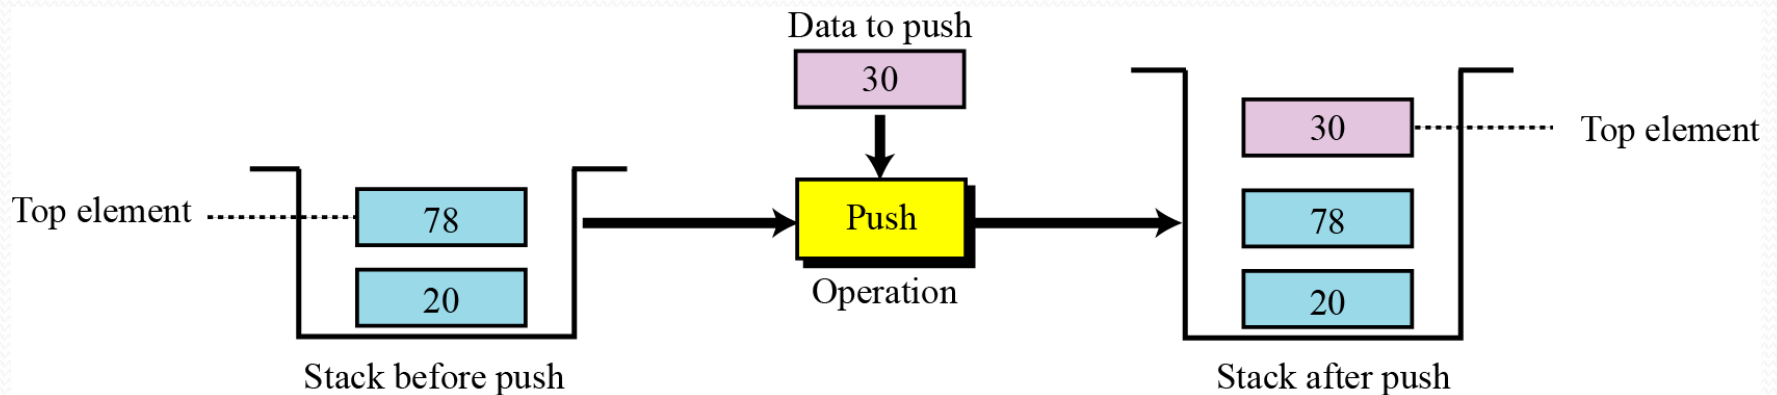 Data to push
30
30
Top element
Top element
78
Push
78
20
Operation
20
Stack before push
Stack after push